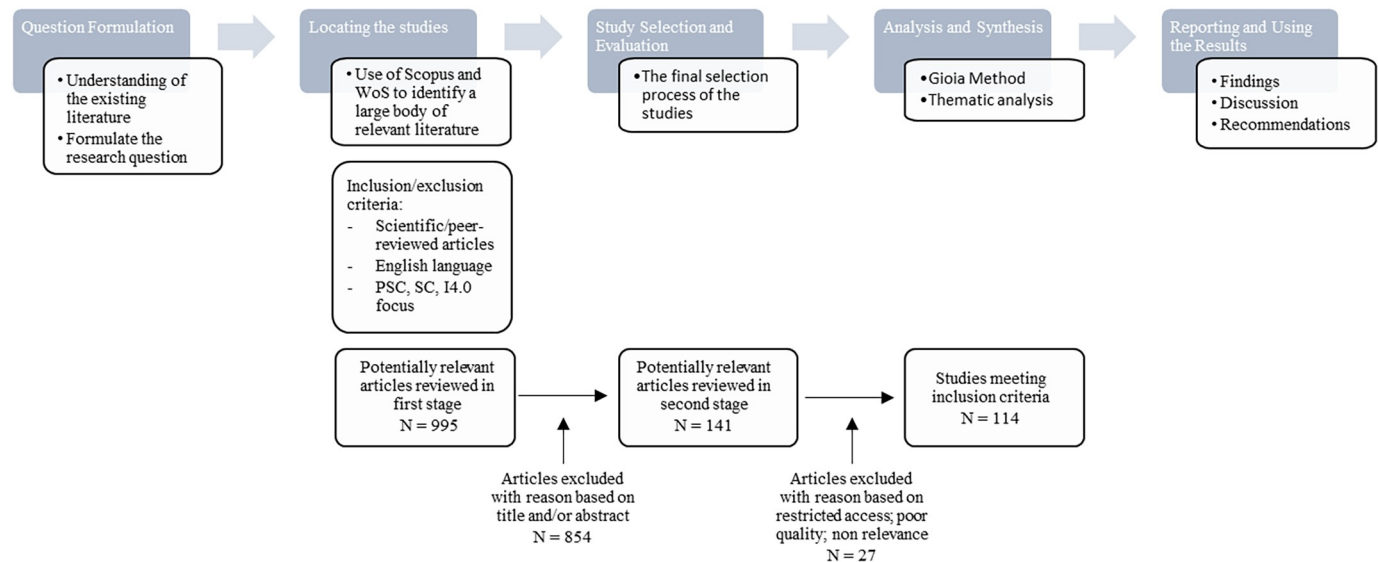 Question Formulation
• Understanding of
the existing
literature
• Formulate the
research question
Locating the studies
• Use of Scopus and
WoS to identify a
large body of
relevant literature
Inclusion/exclusion
criteria:
- Scientific/peer-
reviewed articles
- English language
- PSC, SC, I4.0
focus
Study Selection and
Evaluation
• The final selection
process of the
studies
Analysis and Synthesis
• Gioia Method
• Thematic analysis
Reporting and Using
the Results
• Findings
• Discussion
• Recommendations
Potentially relevant
articles reviewed in
first stage
N = 995
Articles excluded
with reason based on
title and/or abstract
N = 854
Potentially relevant
articles reviewed in
second stage
N = 141
Articles excluded
with reason based on
restricted access; poor
quality; non relevance
N = 27
Studies meeting
inclusion criteria
N = 114